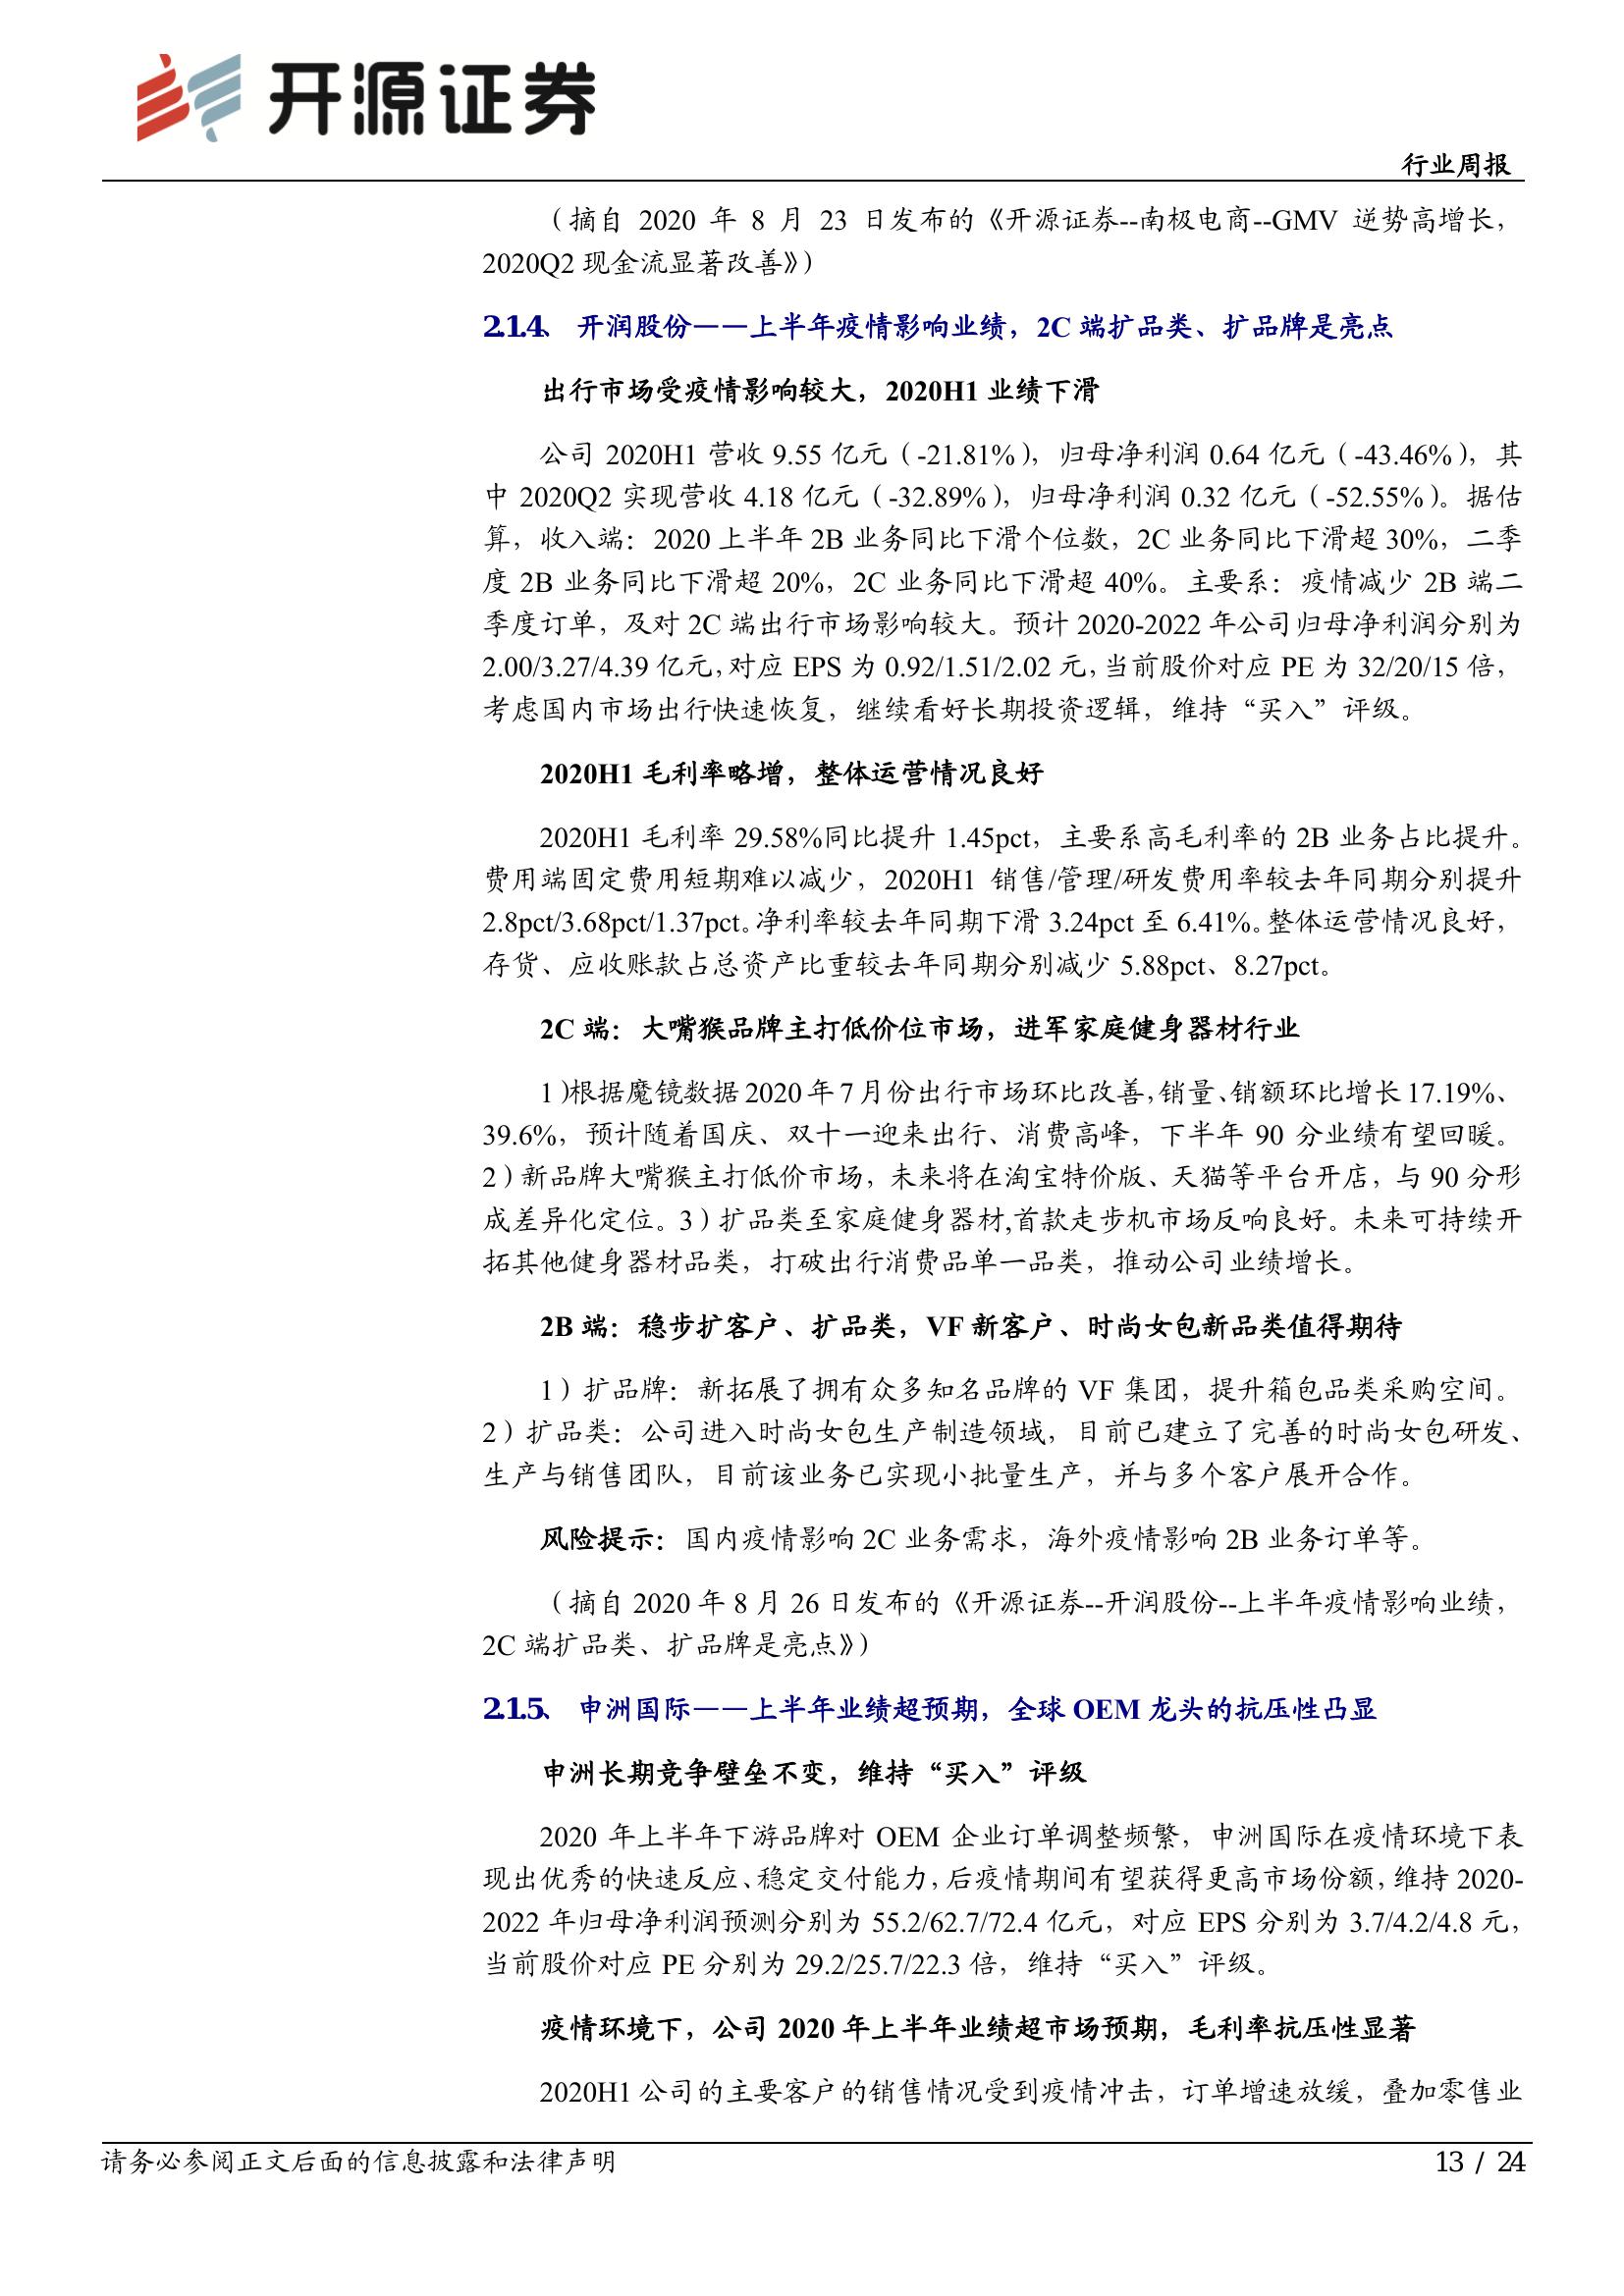 开源证券
行业周报
（摘自 2020 年 8 月 23 日发布的《开源证券--南极电商--GMV 逆势高增长，
2020Q2 现金流显著改善》）
2.1.4、 开润股份——上半年疫情影响业绩，2C 端扩品类、扩品牌是亮点
出行市场受疫情影响较大，2020H1 业绩下滑
公司 2020H1 营收 9.55 亿元（-21.81%），归母净利润 0.64 亿元（-43.46%），其
中 2020Q2 实现营收 4.18 亿元（-32.89%），归母净利润 0.32 亿元（-52.55%）。据估
算，收入端：2020 上半年 2B 业务同比下滑个位数，2C 业务同比下滑超 30%，二季
度 2B 业务同比下滑超 20%，2C 业务同比下滑超 40%。主要系：疫情减少 2B 端二
季度订单，及对 2C 端出行市场影响较大。预计 2020-2022 年公司归母净利润分别为
2.00/3.27/4.39 亿元，对应 EPS 为 0.92/1.51/2.02 元，当前股价对应 PE 为 32/20/15 倍，
考虑国内市场出行快速恢复，继续看好长期投资逻辑，维持“买入”评级。
2020H1 毛利率略增，整体运营情况良好
2020H1 毛利率 29.58%同比提升 1.45pct，主要系高毛利率的 2B 业务占比提升。
费用端固定费用短期难以减少，2020H1 销售/管理/研发费用率较去年同期分别提升
2.8pct/3.68pct/1.37pct。净利率较去年同期下滑 3.24pct 至 6.41%。整体运营情况良好，
存货、应收账款占总资产比重较去年同期分别减少 5.88pct、8.27pct。
2C 端：大嘴猴品牌主打低价位市场，进军家庭健身器材行业
1）根据魔镜数据 2020 年 7 月份出行市场环比改善，销量、销额环比增长 17.19%、
39.6%，预计随着国庆、双十一迎来出行、消费高峰，下半年 90 分业绩有望回暖。
2）新品牌大嘴猴主打低价市场，未来将在淘宝特价版、天猫等平台开店，与 90 分形
成差异化定位。3）扩品类至家庭健身器材,首款走步机市场反响良好。未来可持续开
拓其他健身器材品类，打破出行消费品单一品类，推动公司业绩增长。
2B 端：稳步扩客户、扩品类，VF 新客户、时尚女包新品类值得期待
1）扩品牌：新拓展了拥有众多知名品牌的 VF 集团，提升箱包品类采购空间。
2）扩品类：公司进入时尚女包生产制造领域，目前已建立了完善的时尚女包研发、
生产与销售团队，目前该业务已实现小批量生产，并与多个客户展开合作。
风险提示：国内疫情影响 2C 业务需求，海外疫情影响 2B 业务订单等。
（摘自 2020 年 8 月 26 日发布的《开源证券--开润股份--上半年疫情影响业绩，
2C 端扩品类、扩品牌是亮点》）
2.1.5、 申洲国际——上半年业绩超预期，全球 OEM 龙头的抗压性凸显
申洲长期竞争壁垒不变，维持“买入”评级
2020 年上半年下游品牌对 OEM 企业订单调整频繁，申洲国际在疫情环境下表
现出优秀的快速反应、稳定交付能力，后疫情期间有望获得更高市场份额，维持 2020-
2022 年归母净利润预测分别为 55.2/62.7/72.4 亿元，对应 EPS 分别为 3.7/4.2/4.8 元，
当前股价对应 PE 分别为 29.2/25.7/22.3 倍，维持“买入”评级。
疫情环境下，公司 2020 年上半年业绩超市场预期，毛利率抗压性显著
2020H1 公司的主要客户的销售情况受到疫情冲击，订单增速放缓，叠加零售业
请务必参阅正文后面的信息披露和法律声明
13 / 24